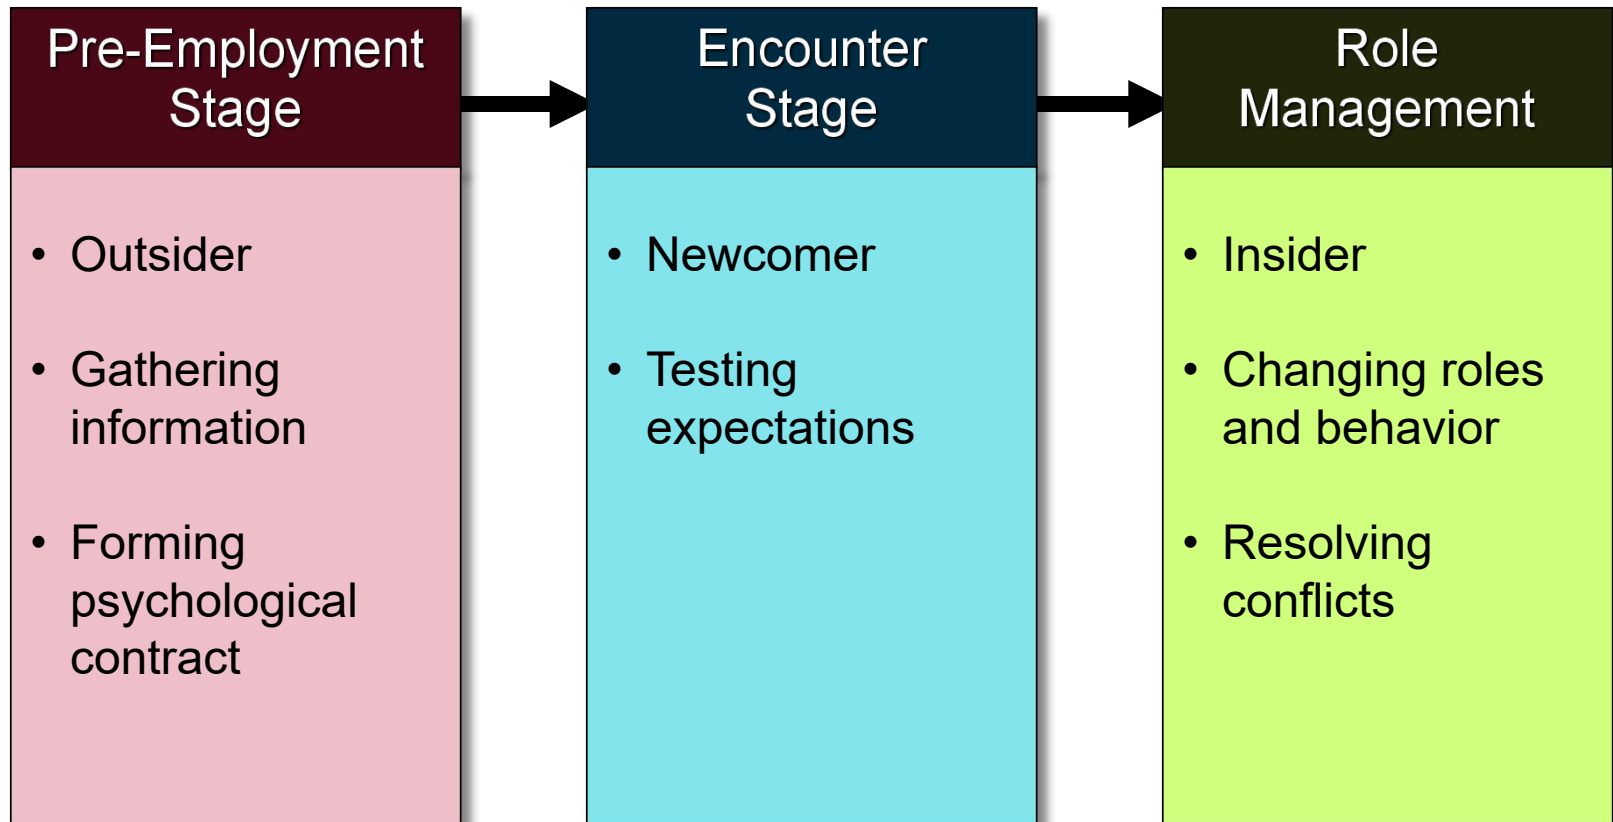 Pre-Employment
Stage
• Outsider
• Gathering
information
• Forming
psychological
contract
Encounter
Stage
• Newcomer
• Testing
expectations
Role
Management
• Insider
• Changing roles
and behavior
• Resolving
conflicts